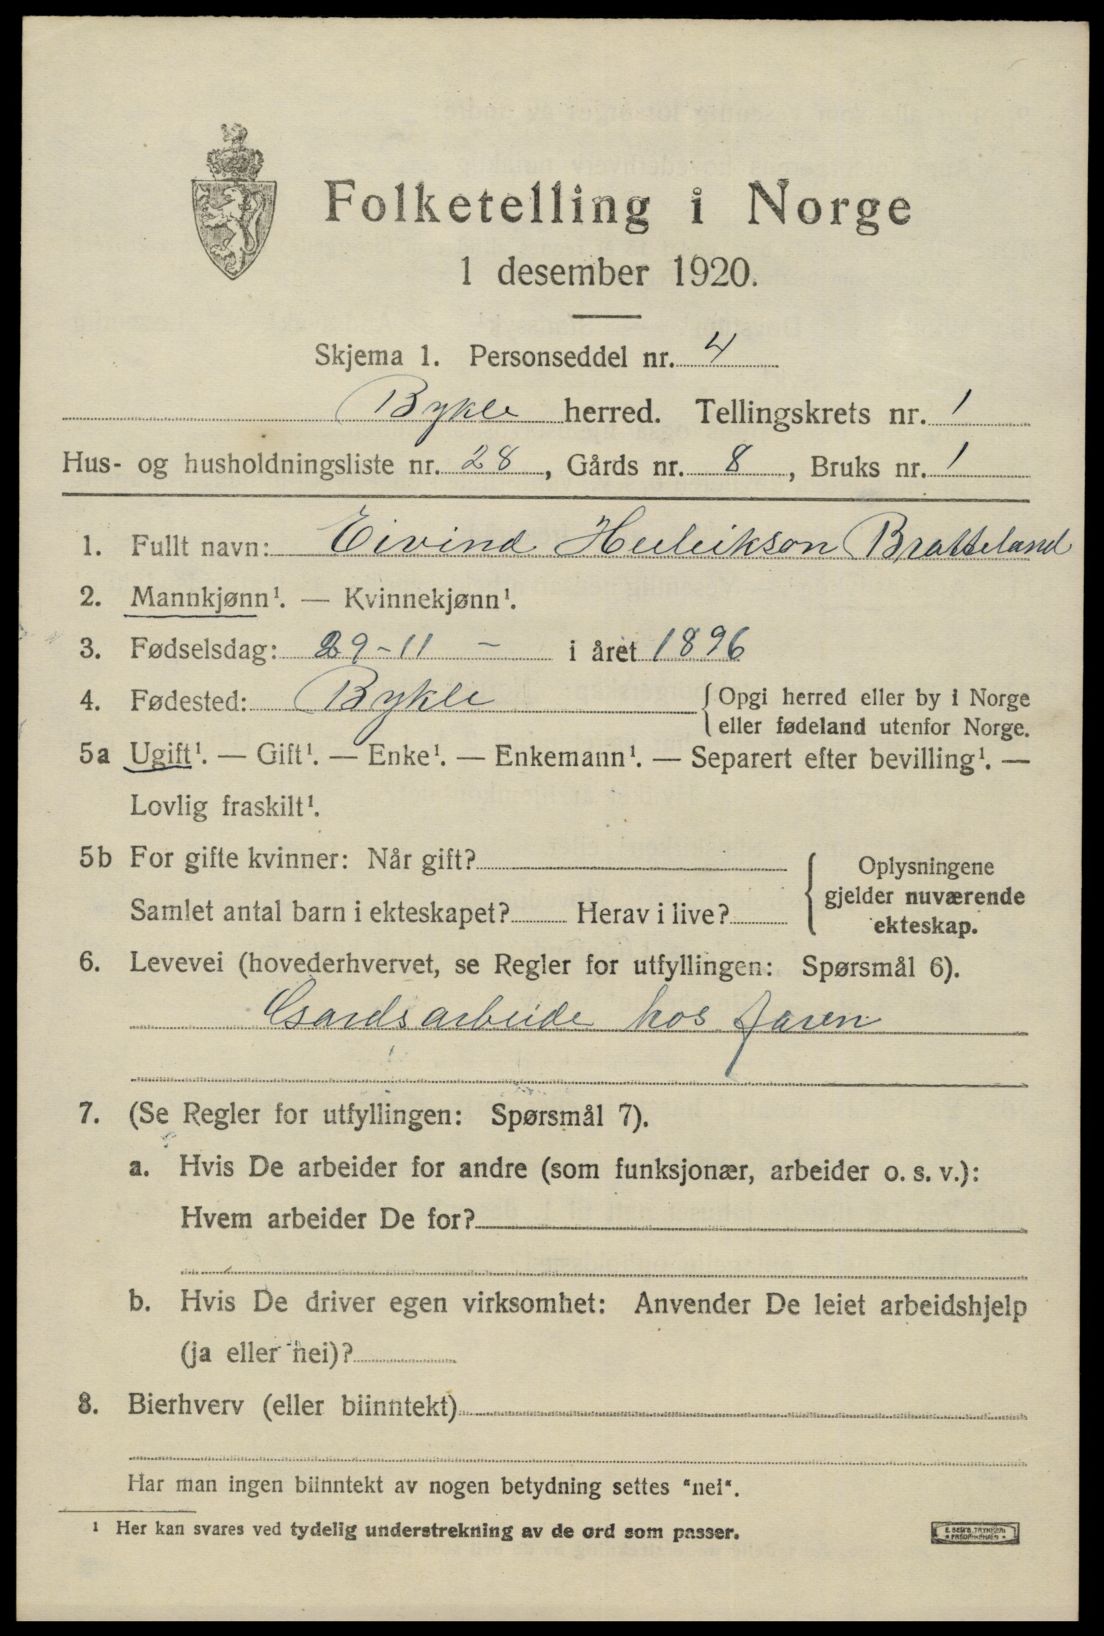 Folketelling i Norge
1 desember 1920.
Skjema 1. Personseddel nr. 4
Bykle herred. Tellingskrets nr. 1
Hus- og husholdningsliste nr. 28, Gårds nr. 8, Bruks nr. 1
1. Fullt navn: Eivind Hulleikson Bratteland
2. Mannkjønn¹. — Kvinnekjønn¹.
3. Fødselsdag: 29-11 - i året 1896
4. Fødested: Bykle { Opgi herred eller by i Norge
eller fødeland utenfor Norge.
5a Ugift¹. — Gift¹. — Enke¹. — Enkemann¹. — Separert efter bevilling¹. —
Lovlig fraskilt¹.
5b For gifte kvinner: Når gift?
Samlet antal barn i ekteskapet? Herav i live?
Oplysningene
gjelder nuværende
ekteskap.
6. Levevei (hovederhvervet, se Regler for utfyllingen: Spørsmål 6).
Gardsarbeide hos faren
7. (Se Regler for utfyllingen: Spørsmål 7).
a. Hvis De arbeider for andre (som funksjonær, arbeider o. s. v.):
Hvem arbeider De for?
b. Hvis De driver egen virksomhet: Anvender De leiet arbeidshjelp
(ja eller nei)?
8. Bierhverv (eller biinntekt)
Har man ingen biinntekt av nogen betydning settes "nei".
¹ Her kan svares ved tydelig understrekning av de ord som passer.